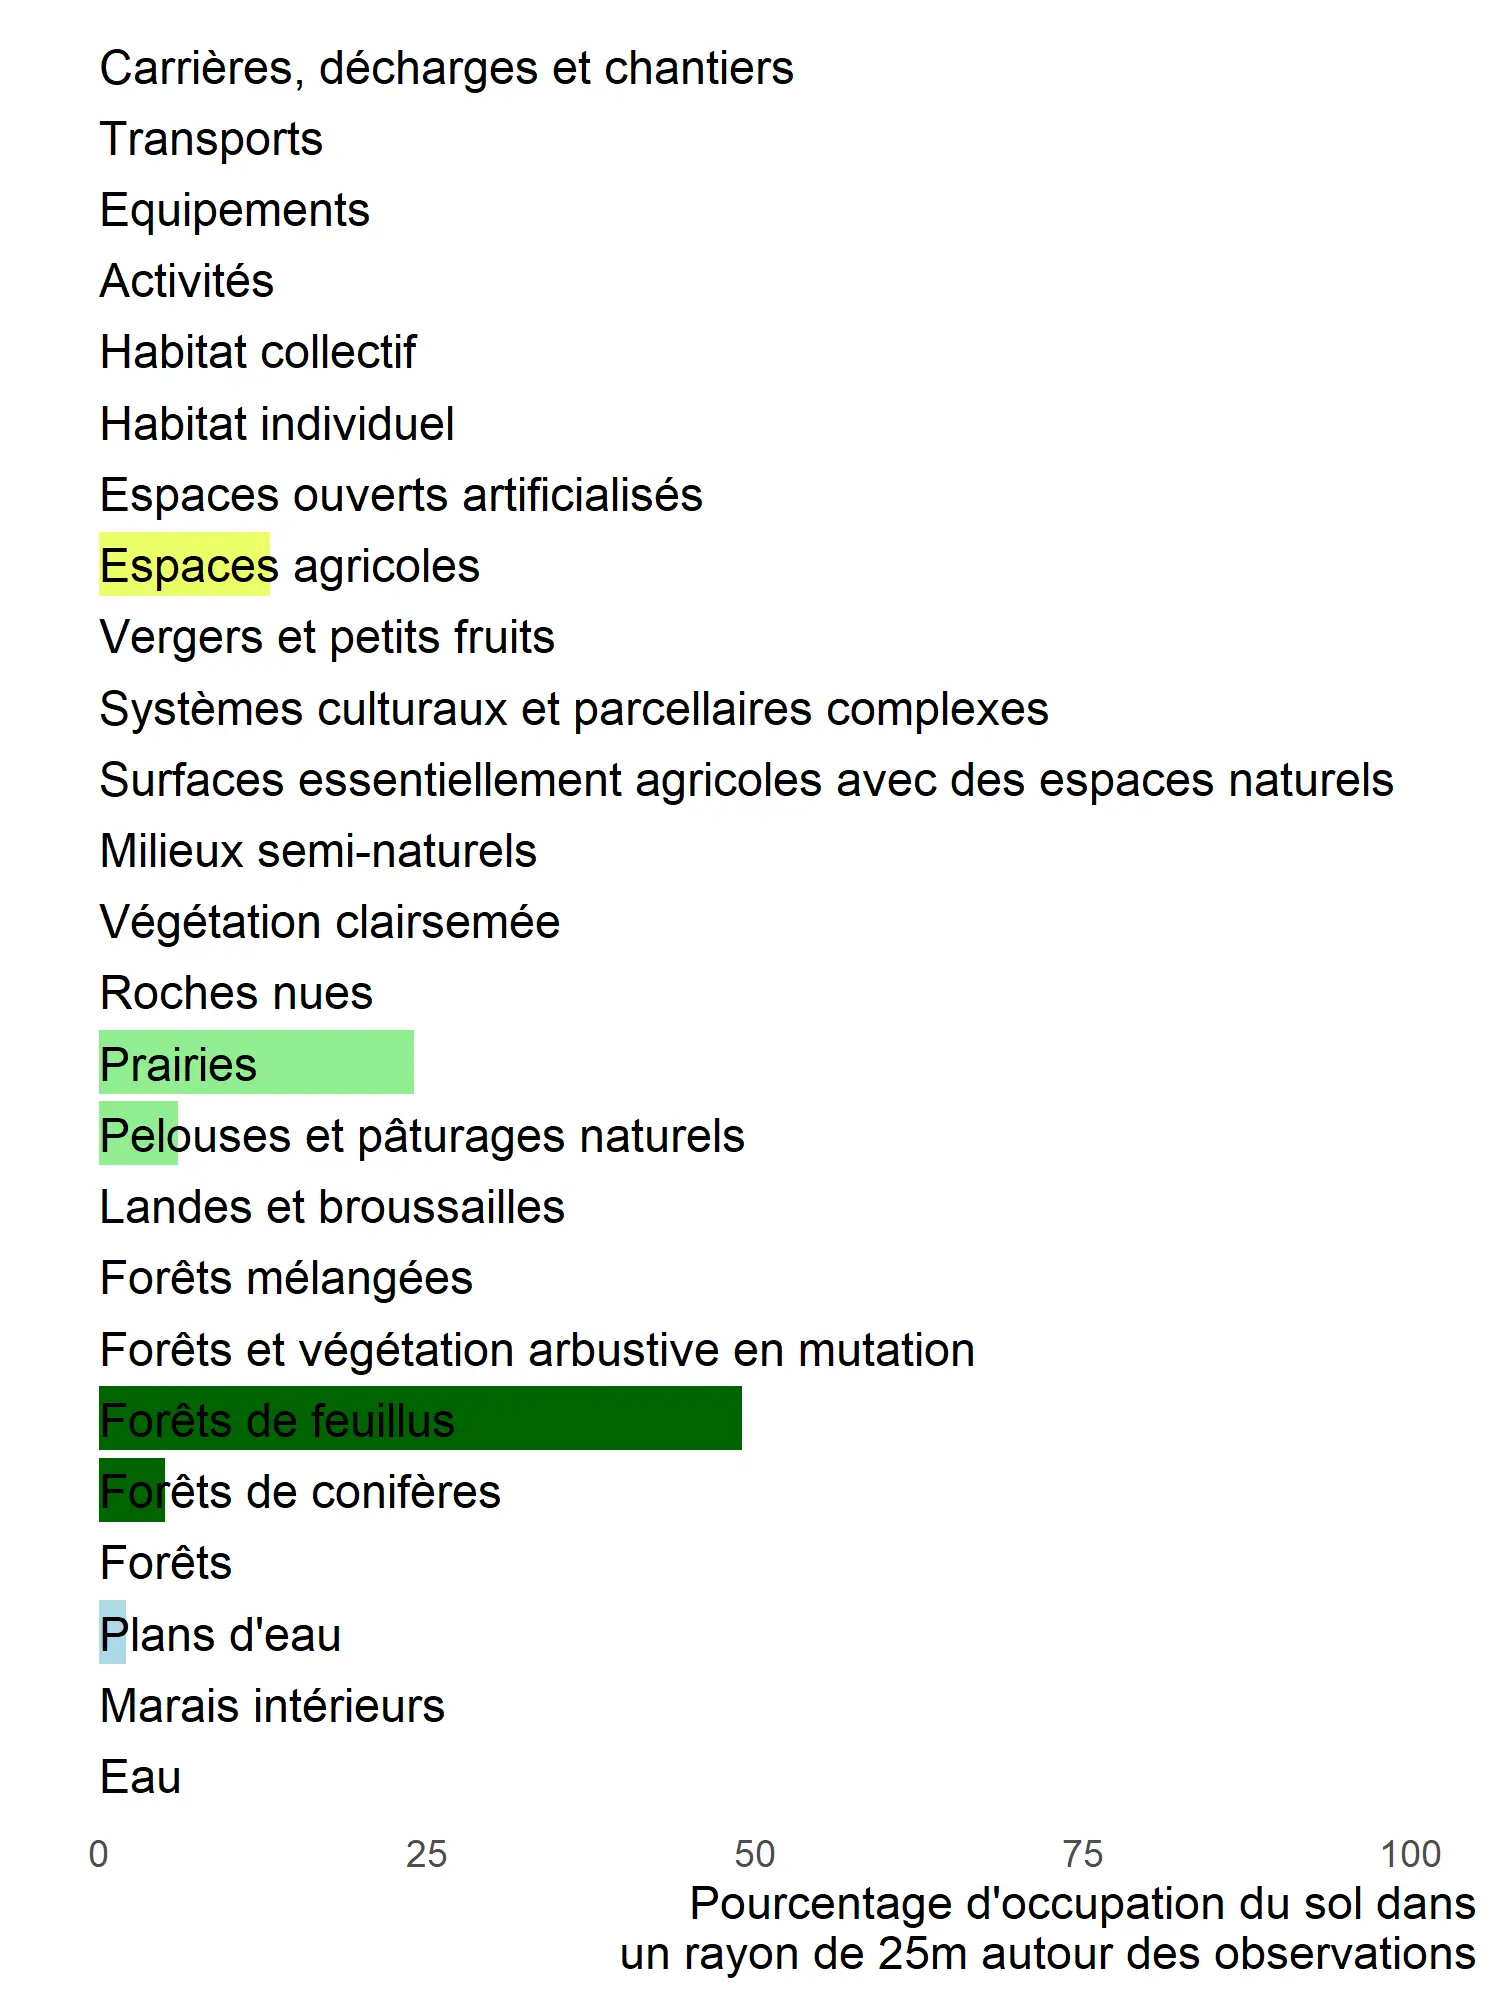 Carrières, décharges et chantiers
Transports
Equipements
Activités
Habitat collectif
Habitat individuel
Espaces ouverts artificialisés
Espaces agricoles
Vergers et petits fruits
Systèmes culturaux et parcellaires complexes
Surfaces essentiellement agricoles avec des espaces naturels
Milieux semi-naturels
Végétation clairsemée
Roches nues
Prairies
Pelouses et pâturages naturels
Landes et broussailles
Forêts mélangées
Forêts et végétation arbustive en mutation
Forêts de feuillus
Forêts de conifères
Forêts
Plans d'eau
Marais intérieurs
Eau
0 25 50 75 100
Pourcentage d'occupation du sol dans
un rayon de 25m autour des observations